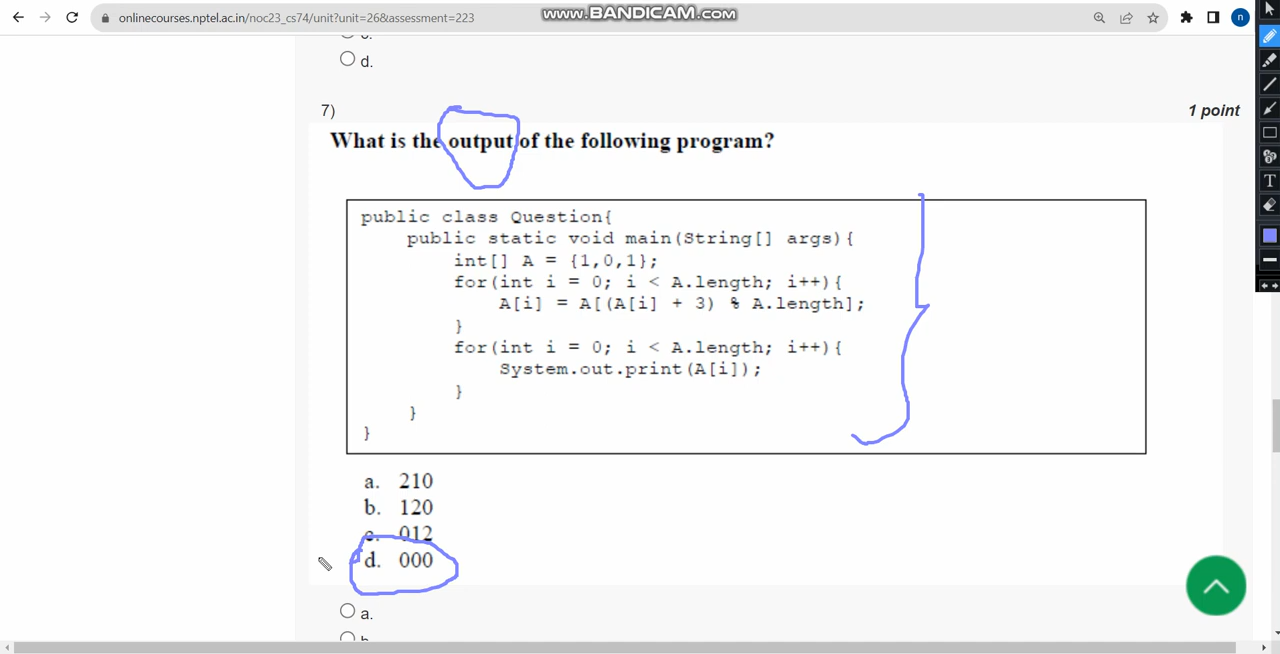 onlinecourses.nptel.ac.in/noc23_cs74/unit?unit=26&assessment=223
www.BANDICAM.com
n
d.
7)
1 point
What is the output of the following program?
public class Question{
public static void main(String[] args){
int[] A = {1,0,1};
for(int i = 0; i < A.length; i++){
A[i] = A[(A[i] + 3) % A.length];
}
for(int i = 0; i < A.length; i++){
System.out.print(A[i]);
}
}
}
a. 210
b. 120
c. 012
d. 000
a.
T